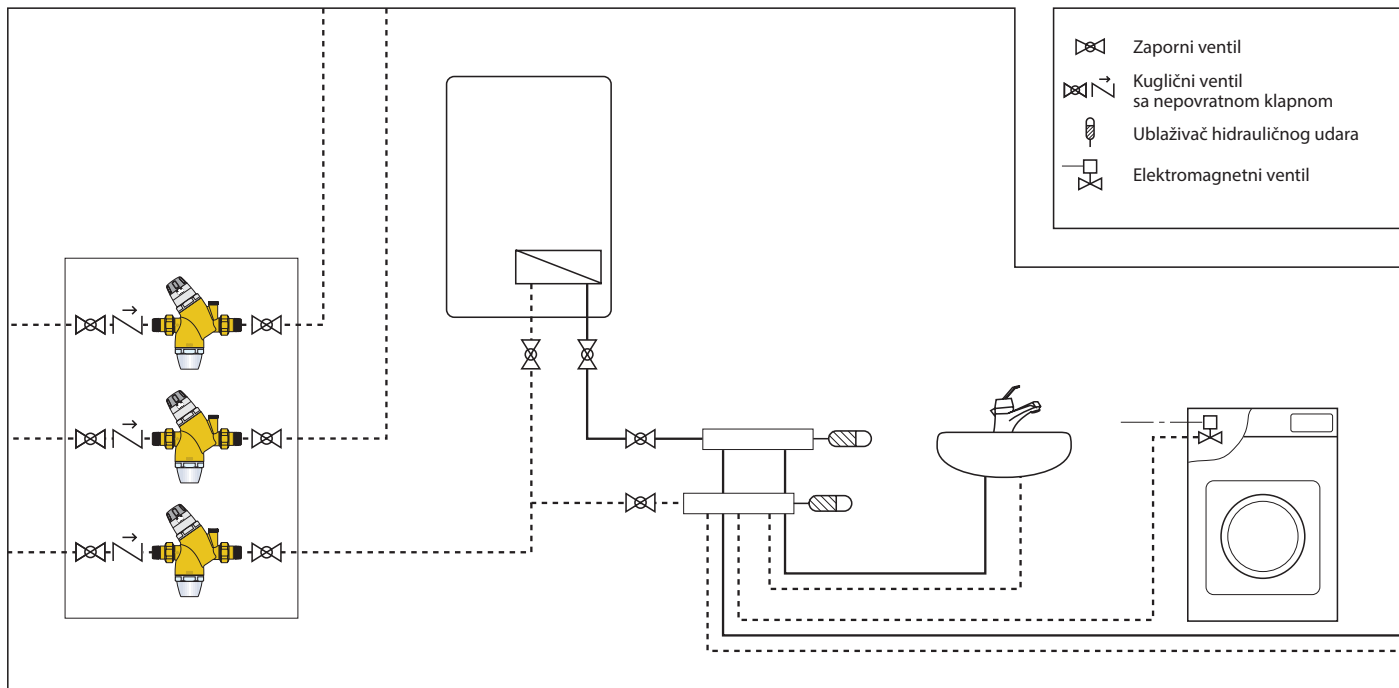 Zaporni ventil
Kuglični ventil
sa nepovratnom klapnom
Ublaživač hidrauličnog udara
Elektromagnetni ventil